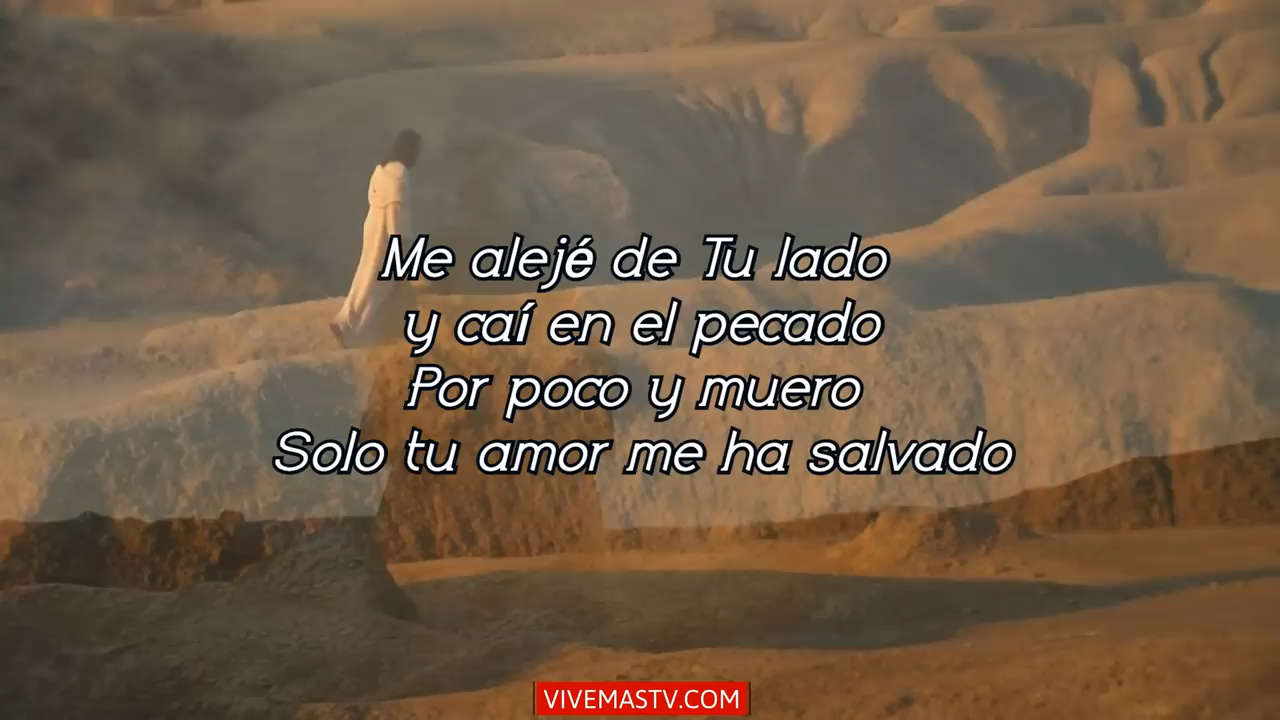 Me alejé de Tu lado
y caí en el pecado
Por poco y muero
Solo tu amor me ha salvado
VIVEMASTV.COM